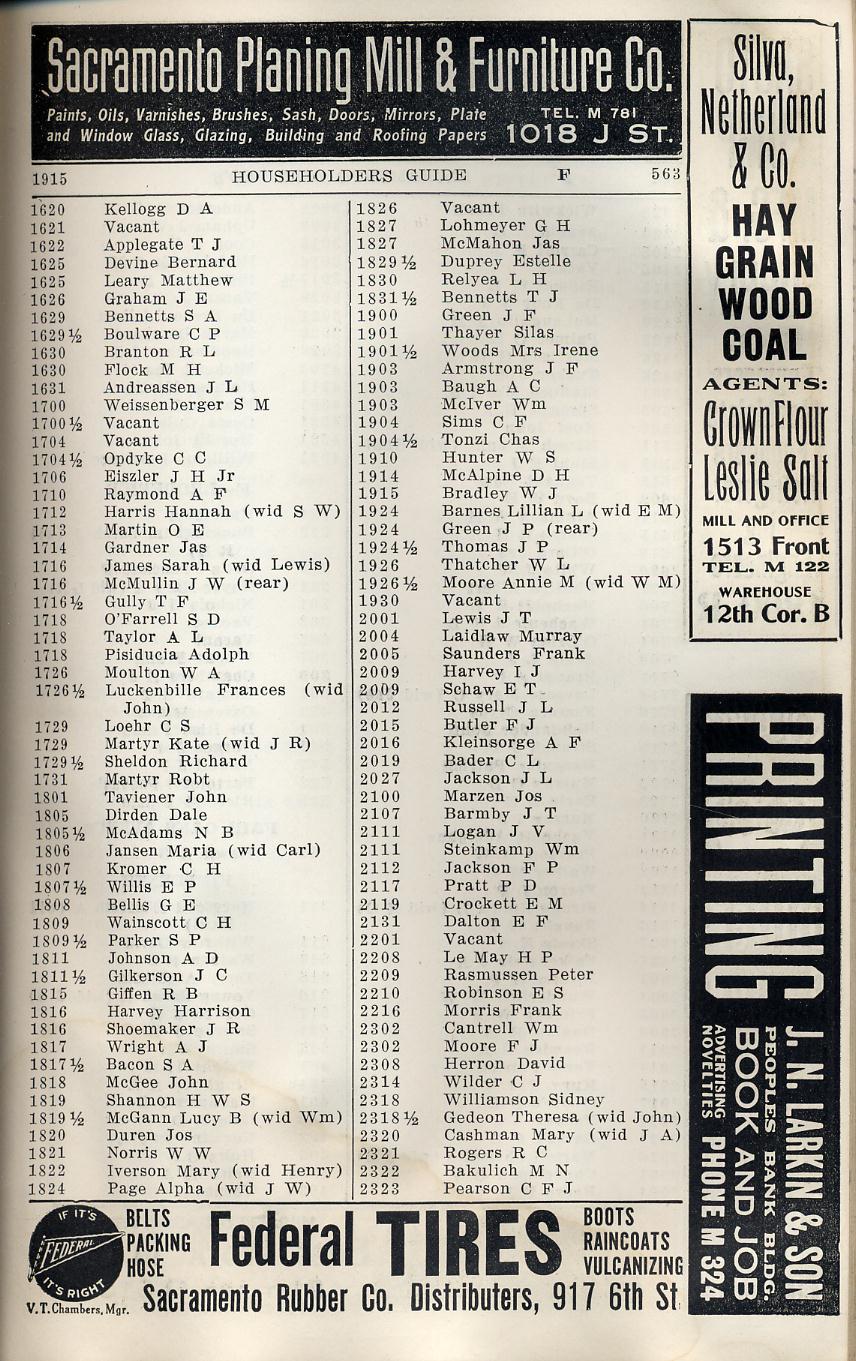 Sacramento Planing Mill & Furniture Co.
Paints, Oils, Varnishes, Brushes, Sash, Doors, Mirrors, Plate
and Window Glass, Glazing, Building and Roofing Papers
TEL. M 781
1018 J ST.
1915 HOUSEHOLDERS GUIDE F 563
1620 Kellogg D A
1621 Vacant
1622 Applegate T J
1625 Devine Bernard
1625 Leary Matthew
1626 Graham J E
1629 Bennetts S A
1629½ Boulware C P
1630 Branton R L
1630 Flock M H
1631 Andreassen J L
1700 Weissenberger S M
1700½ Vacant
1704 Vacant
1704½ Opdyke C C
1706 Eiszler J H Jr
1710 Raymond A F
1712 Harris Hannah (wid S W)
1713 Martin O E
1714 Gardner Jas
1716 James Sarah (wid Lewis)
1716 McMullin J W (rear)
1716½ Gully T F
1718 O'Farrell S D
1718 Taylor A L
1718 Pisiducia Adolph
1726 Moulton W A
1726½ Luckenbille Frances (wid
John)
1729 Loehr C S
1729 Martyr Kate (wid J R)
1729½ Sheldon Richard
1731 Martyr Robt
1801 Taviener John
1805 Dirden Dale
1805½ McAdams N B
1806 Jansen Maria (wid Carl)
1807 Kromer C H
1807½ Willis E P
1808 Bellis G E
1809 Wainscott C H
1809½ Parker S P
1811 Johnson A D
1811½ Gilkerson J C
1815 Giffen R B
1816 Harvey Harrison
1816 Shoemaker J R
1817 Wright A J
1817½ Bacon S A
1818 McGee John
1819 Shannon H W S
1819½ McGann Lucy B (wid Wm)
1820 Duren Jos
1821 Norris W W
1822 Iverson Mary (wid Henry)
1824 Page Alpha (wid J W)
1826 Vacant
1827 Lohmeyer G H
1827 McMahon Jas
1829½ Duprey Estelle
1830 Relyea L H
1831½ Bennetts T J
1900 Green J F
1901 Thayer Silas
1901½ Woods Mrs Irene
1903 Armstrong J F
1903 Baugh A C
1903 McIver Wm
1904 Sims C F
1904½ Tonzi Chas
1910 Hunter W S
1914 McAlpine D H
1915 Bradley W J
1924 Barnes Lillian L (wid E M)
1924 Green J P (rear)
1924½ Thomas J P
1926 Thatcher W L
1926½ Moore Annie M (wid W M)
1930 Vacant
2001 Lewis J T
2004 Laidlaw Murray
2005 Saunders Frank
2009 Harvey I J
2009 Schaw E T
2012 Russell J L
2015 Butler F J
2016 Kleinsorge A F
2019 Bader C L
2027 Jackson J L
2100 Marzen Jos
2107 Barmby J T
2111 Logan J V
2111 Steinkamp Wm
2112 Jackson F P
2117 Pratt P D
2119 Crockett E M
2131 Dalton E F
2201 Vacant
2208 Le May H P
2209 Rasmussen Peter
2210 Robinson E S
2216 Morris Frank
2302 Cantrell Wm
2302 Moore F J
2308 Herron David
2314 Wilder C J
2318 Williamson Sidney
2318½ Gedeon Theresa (wid John)
2320 Cashman Mary (wid J A)
2321 Rogers R C
2322 Bakulich M N
2323 Pearson C F J
Silva,
Netherland
& Co.
HAY
GRAIN
WOOD
COAL
AGENTS:
Crown Flour
Leslie Salt
MILL AND OFFICE
1513 Front
TEL. M 122
WAREHOUSE
12th Cor. B
PRINTING
J. N. LARKIN & SON
PEOPLES BANK BLDG.
BOOK AND JOB
ADVERTISING
NOVELTIES
PHONE M 324
IF IT'S
FEDERAL
IT'S RIGHT
V. T. Chambers, Mgr.
BELTS
PACKING
HOSE
Federal TIRES
BOOTS
RAINCOATS
VULCANIZING
Sacramento Rubber Co. Distributers, 917 6th St.